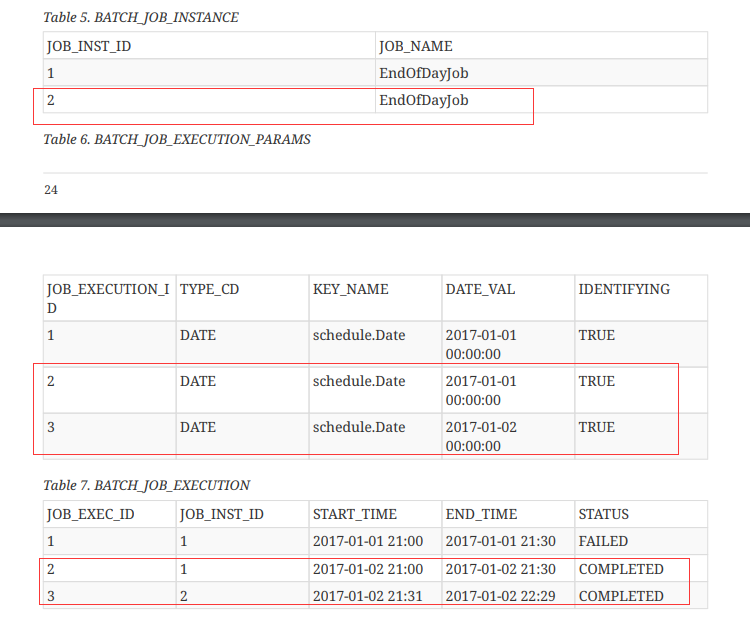 Table 5. BATCH_JOB_INSTANCE
JOB_INST_ID JOB_NAME
1 EndOfDayJob
2 EndOfDayJob
Table 6. BATCH_JOB_EXECUTION_PARAMS
24
JOB_EXECUTION_I TYPE_CD KEY_NAME DATE_VAL IDENTIFYING
D
1 DATE schedule.Date 2017-01-01 TRUE
00:00:00
2 DATE schedule.Date 2017-01-01 TRUE
00:00:00
3 DATE schedule.Date 2017-01-02 TRUE
00:00:00
Table 7. BATCH_JOB_EXECUTION
JOB_EXEC_ID JOB_INST_ID START_TIME END_TIME STATUS
1 1 2017-01-01 21:00 2017-01-01 21:30 FAILED
2 1 2017-01-02 21:00 2017-01-02 21:30 COMPLETED
3 2 2017-01-02 21:31 2017-01-02 22:29 COMPLETED